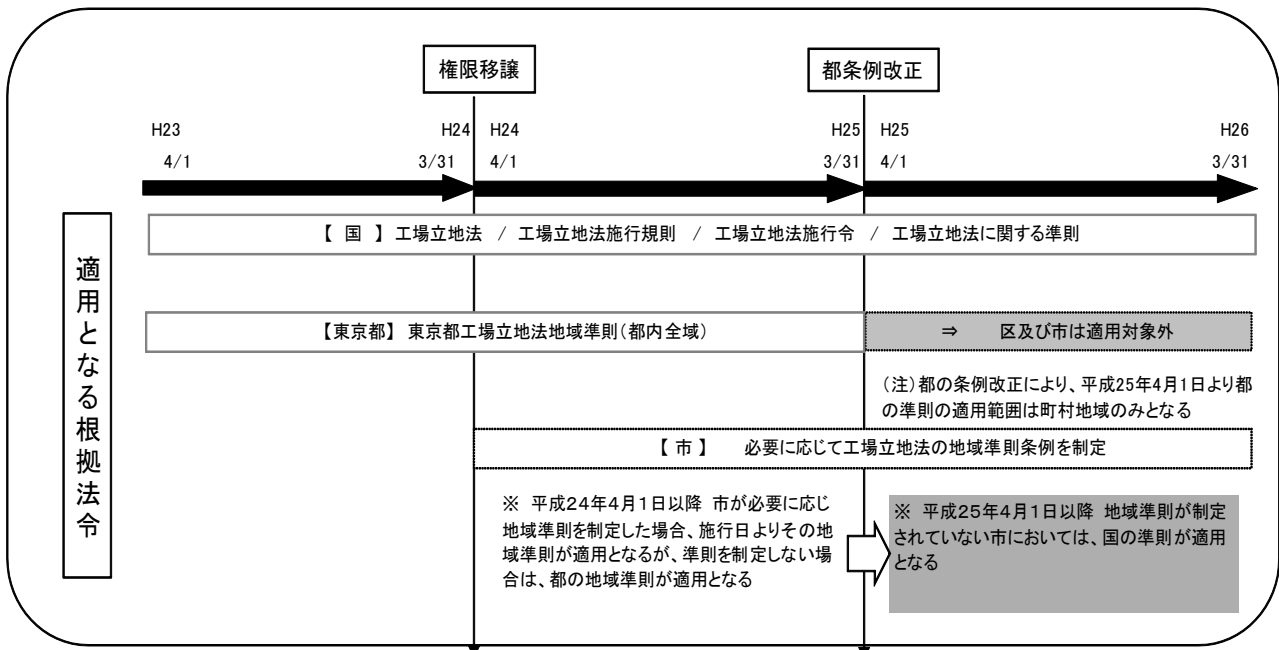 権限移譲
都条例改正
H23
H24
H24
H25
H25
H26
4/1
3/31
4/1
3/31
4/1
3/31
適用となる根拠法令
【 国 】 工場立地法 / 工場立地法施行規則 / 工場立地法施行令 / 工場立地法に関する準則
【東京都】 東京都工場立地法地域準則(都内全域)
⇒ 区及び市は適用対象外
(注)都の条例改正により、平成25年4月1日より都
の準則の適用範囲は町村地域のみとなる
【 市 】 必要に応じて工場立地法の地域準則条例を制定
※ 平成24年4月1日以降 市が必要に応じ
地域準則を制定した場合、施行日よりその地
域準則が適用となるが、準則を制定しない場
合は、都の地域準則が適用となる
※ 平成25年4月1日以降 地域準則が制定
されていない市においては、国の準則が適用
となる